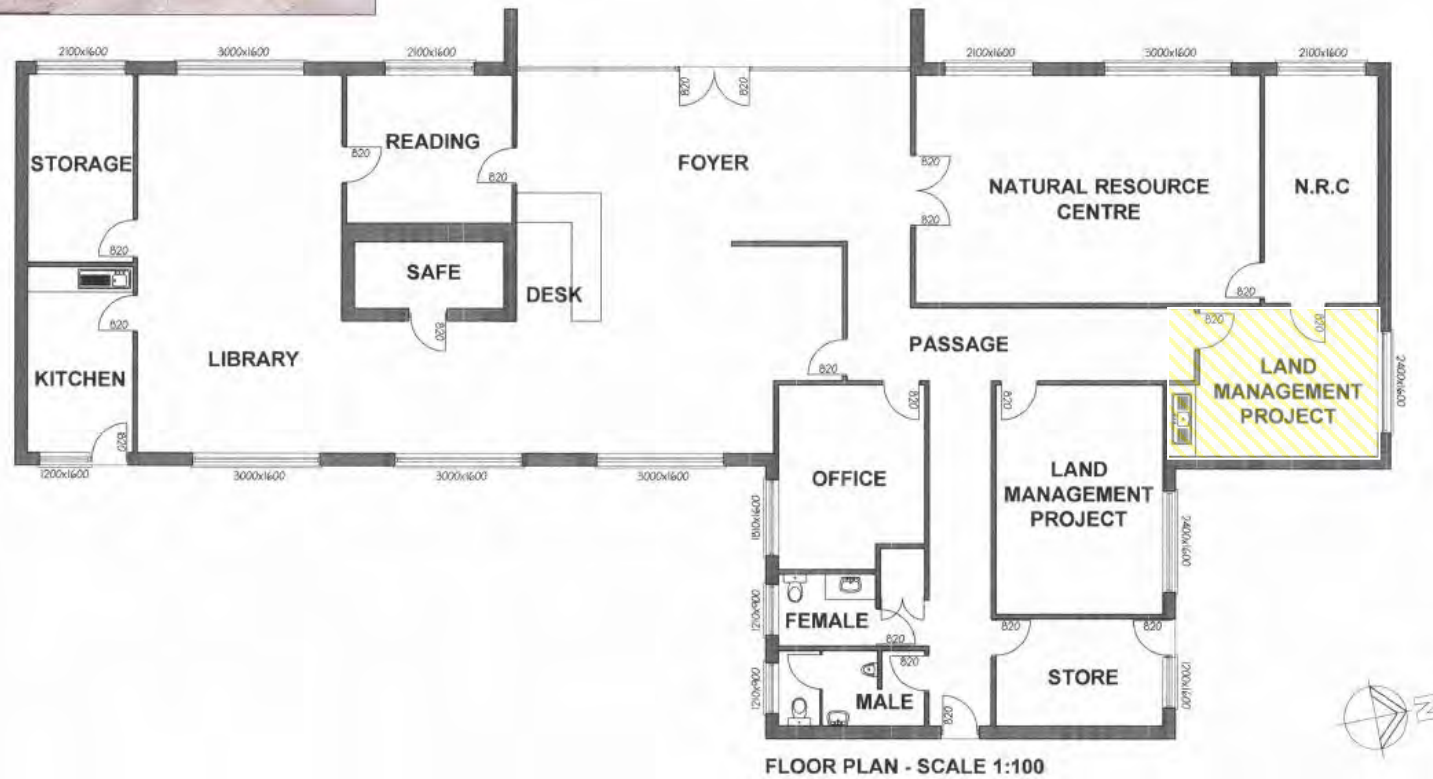 2100x1600
3000x1600
2100x1600
2100x1600
3000x1600
2100x1600
820
820
READING
820
820
FOYER
820
820
STORAGE
NATURAL RESOURCE
CENTRE
N.R.C
820
820
SAFE
DESK
820
820
820
820
820
LIBRARY
PASSAGE
KITCHEN
820
LAND
MANAGEMENT
PROJECT
2400x1600
820
820
820
1200x1600
3000x1600
3000x1600
3000x1600
OFFICE
LAND
MANAGEMENT
PROJECT
1810x1600
2400x1600
FEMALE
1210x900
820
820
820
820
STORE
1200x1600
MALE
1210x900
820
N
FLOOR PLAN - SCALE 1:100